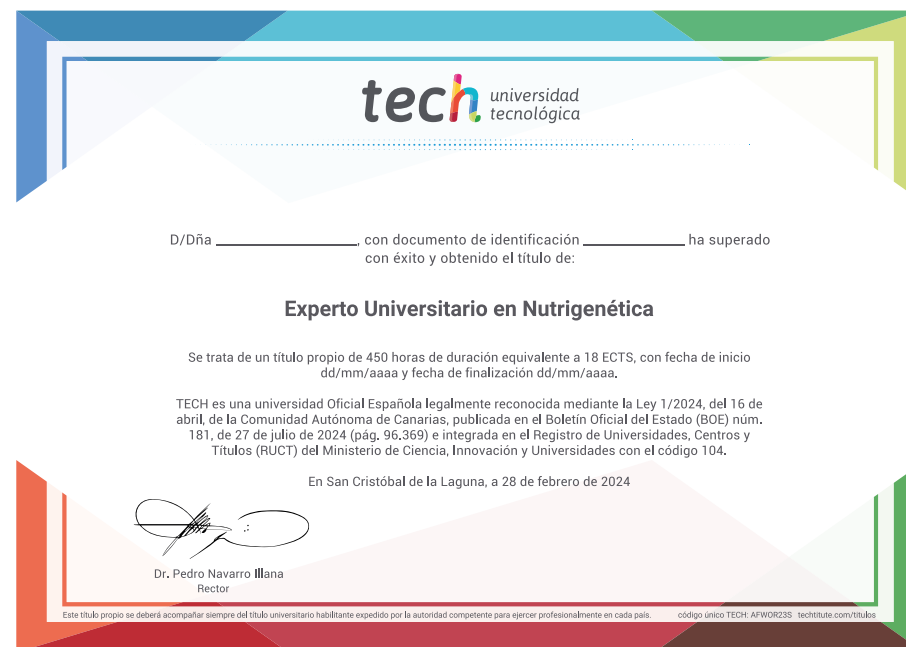 tech universidad
tecnológica
D/Dña ______________, con documento de identificación __________ ha superado
con éxito y obtenido el título de:
Experto Universitario en Nutrigenética
Se trata de un título propio de 450 horas de duración equivalente a 18 ECTS, con fecha de inicio
dd/mm/aaaa y fecha de finalización dd/mm/aaaa.
TECH es una universidad Oficial Española legalmente reconocida mediante la Ley 1/2024, del 16 de
abril, de la Comunidad Autónoma de Canarias, publicada en el Boletín Oficial del Estado (BOE) núm.
181, de 27 de julio de 2024 (pág. 96.369) e integrada en el Registro de Universidades, Centros y
Títulos (RUCT) del Ministerio de Ciencia, Innovación y Universidades con el código 104.
En San Cristóbal de la Laguna, a 28 de febrero de 2024
Dr. Pedro Navarro Illana
Rector
Este título propio se deberá acompañar siempre del título universitario habilitante expedido por la autoridad competente para ejercer profesionalmente en cada país. código único TECH: AFWOR23S techtitute.com/titulos